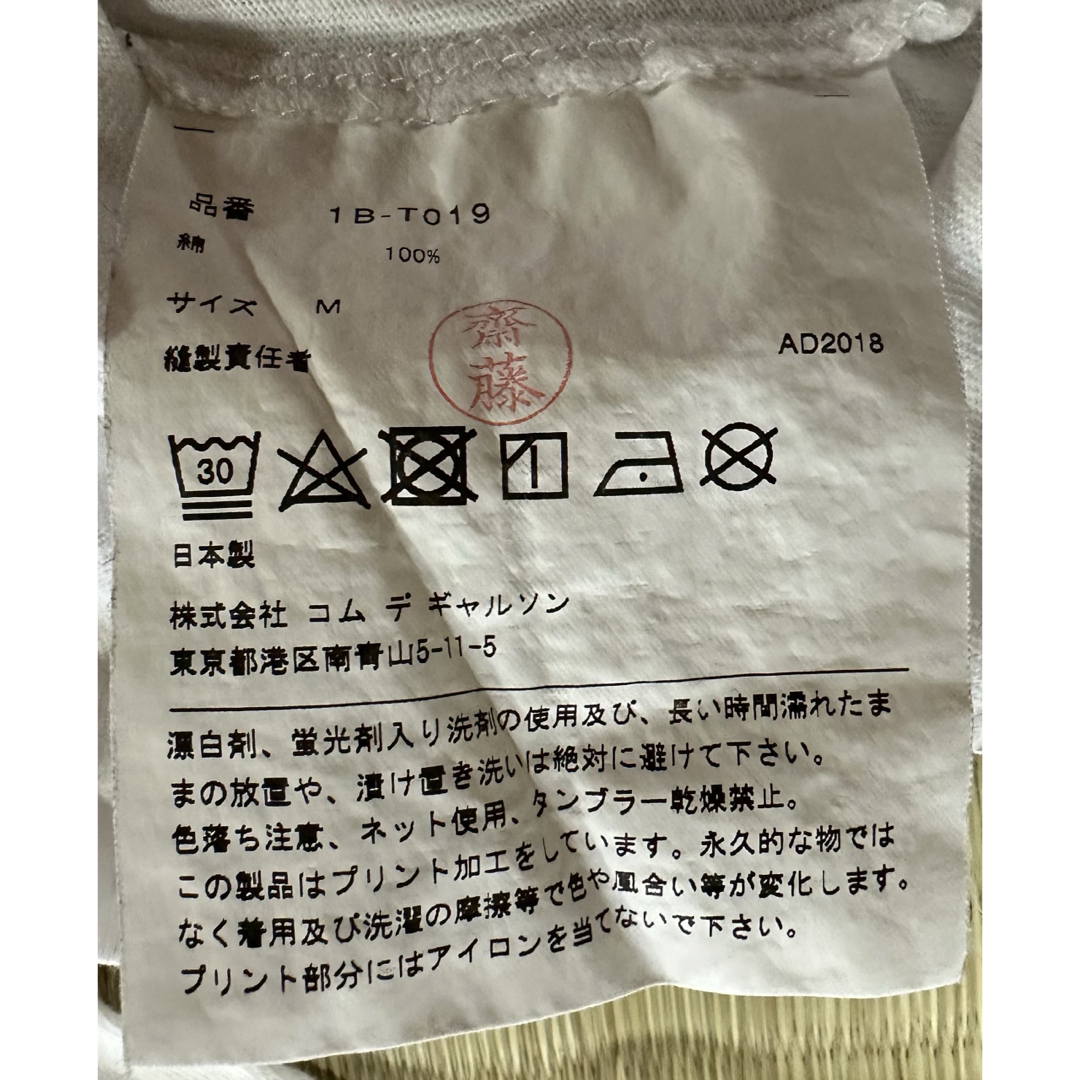 品番 1B-T019
綿 100%
サイズ M
縫製責任者 齋藤 AD2018
30
日本製
株式会社 コム デ ギャルソン
東京都港区南青山5-11-5
漂白剤、蛍光剤入り洗剤の使用及び、長い時間濡れたま
まの放置や、漬け置き洗いは絶対に避けて下さい。
色落ち注意、ネット使用、タンブラー乾燥禁止。
この製品はプリント加工をしています。永久的な物では
なく着用及び洗濯の摩擦等で色や風合い等が変化します。
プリント部分にはアイロンを当てないで下さい。